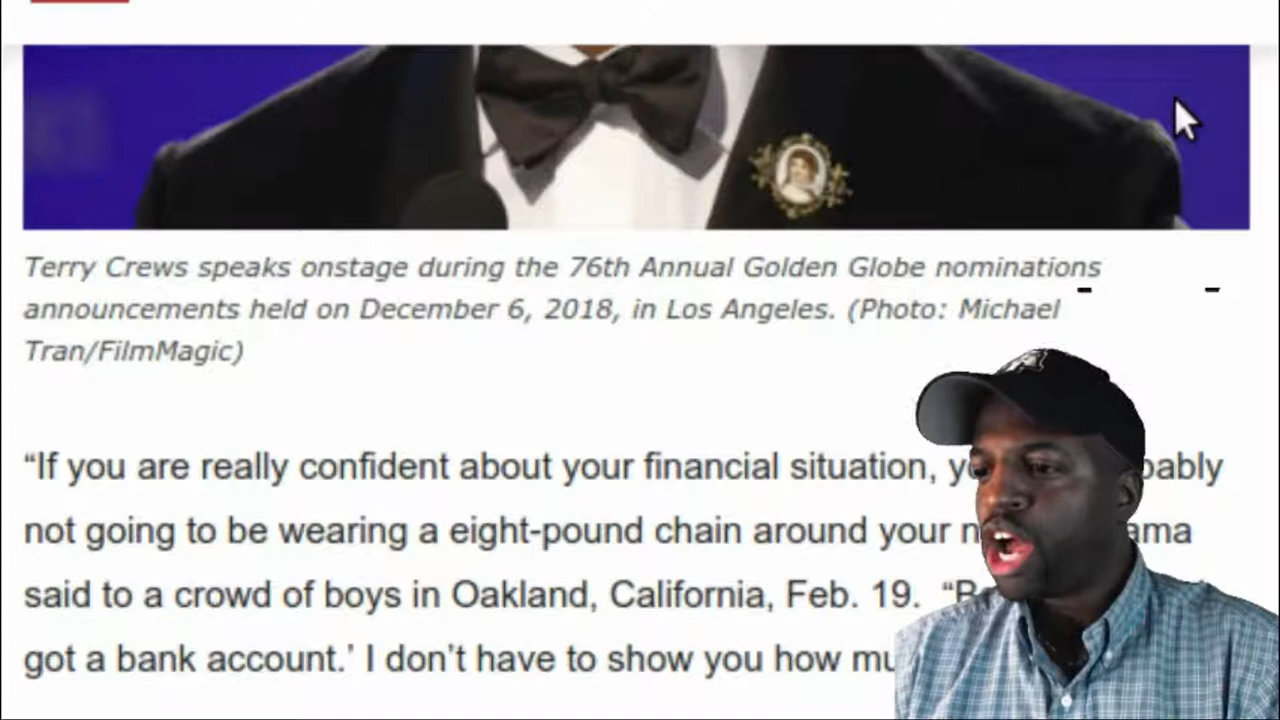 Terry Crews speaks onstage during the 76th Annual Golden Globe nominations
announcements held on December 6, 2018, in Los Angeles. (Photo: Michael
Tran/FilmMagic)
“If you are really confident about your financial situation,
not going to be wearing a eight-pound chain around your
said to a crowd of boys in Oakland, California, Feb. 19.
got a bank account.’ I don’t have to show you how